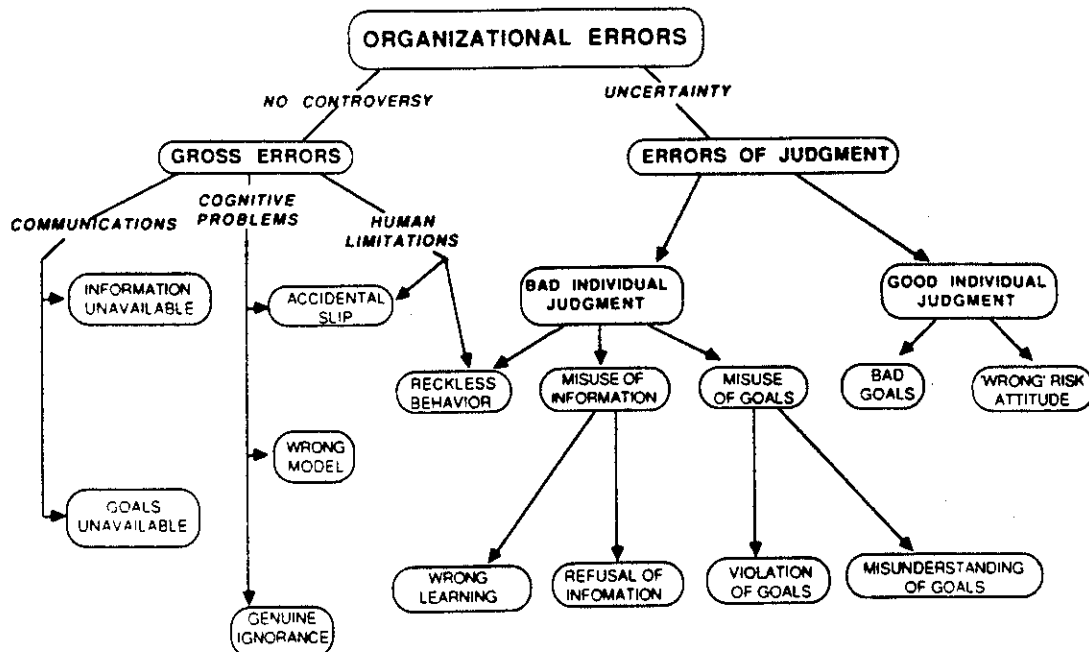 ORGANIZATIONAL ERRORS
NO CONTROVERSY
UNCERTAINTY
GROSS ERRORS
ERRORS OF JUDGMENT
COMMUNICATIONS
COGNITIVE
PROBLEMS
HUMAN
LIMITATIONS
INFORMATION
UNAVAILABLE
ACCIDENTAL
SLIP
BAD INDIVIDUAL
JUDGMENT
GOOD INDIVIDUAL
JUDGMENT
RECKLESS
BEHAVIOR
MISUSE OF
INFORMATION
MISUSE
OF GOALS
BAD
GOALS
'WRONG' RISK
ATTITUDE
WRONG
MODEL
GOALS
UNAVAILABLE
WRONG
LEARNING
REFUSAL OF
INFOMATION
VIOLATION
OF GOALS
MISUNDERSTANDING
OF GOALS
GENUINE
IGNORANCE